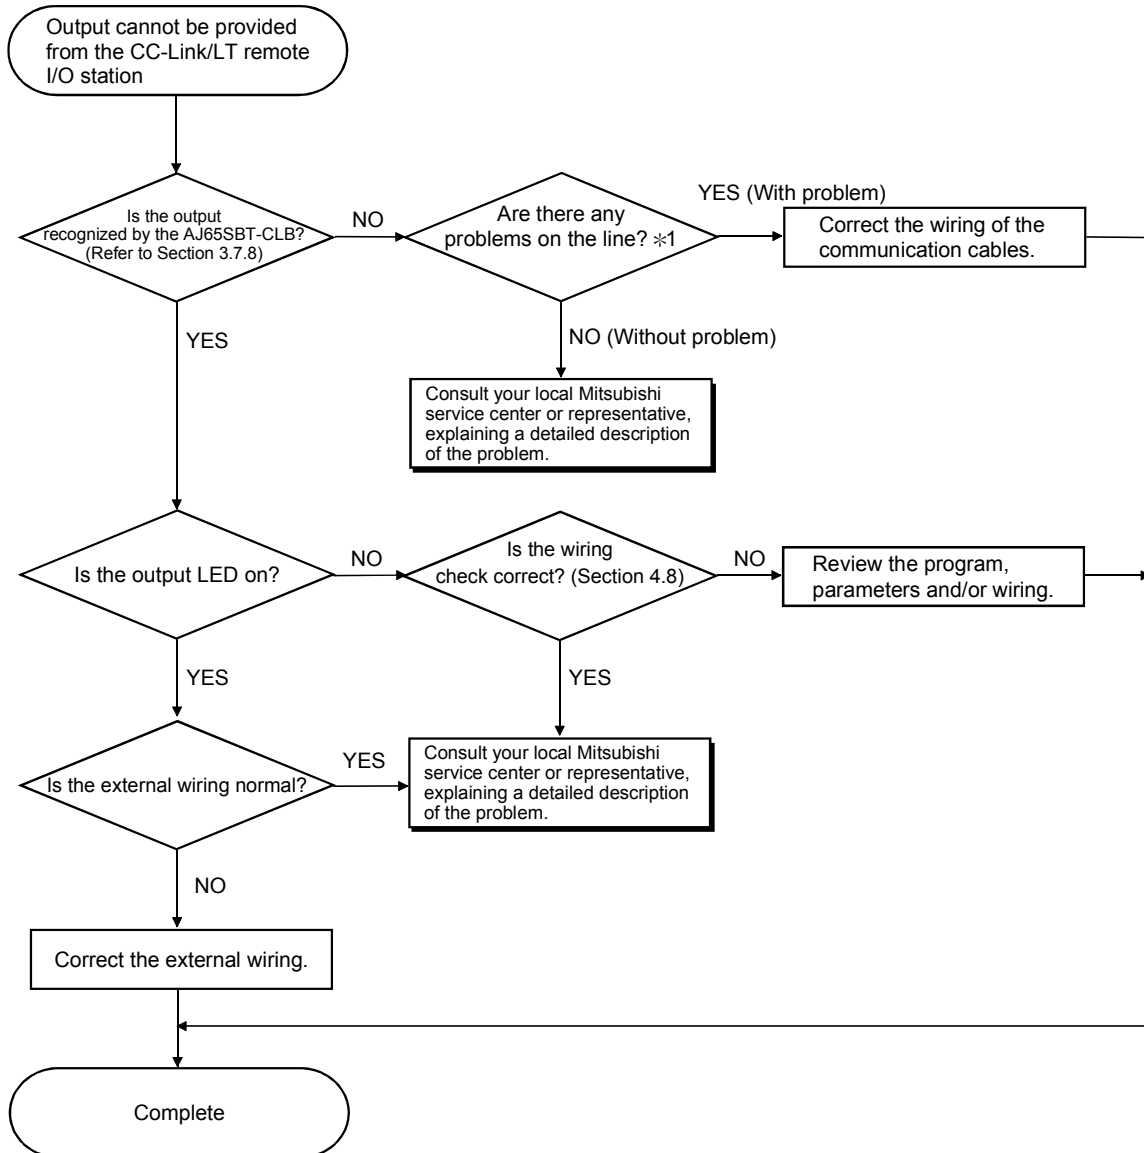 Output cannot be provided
from the CC-Link/LT remote
I/O station
Is the output
recognized by the AJ65SBT-CLB?
(Refer to Section 3.7.8)
NO
Are there any
problems on the line? *1
YES (With problem)
Correct the wiring of the
communication cables.
YES
NO (Without problem)
Consult your local Mitsubishi
service center or representative,
explaining a detailed description
of the problem.
Is the output LED on?
NO
Is the wiring
check correct? (Section 4.8)
NO
Review the program,
parameters and/or wiring.
YES
YES
Is the external wiring normal?
YES
Consult your local Mitsubishi
service center or representative,
explaining a detailed description
of the problem.
NO
Correct the external wiring.
Complete